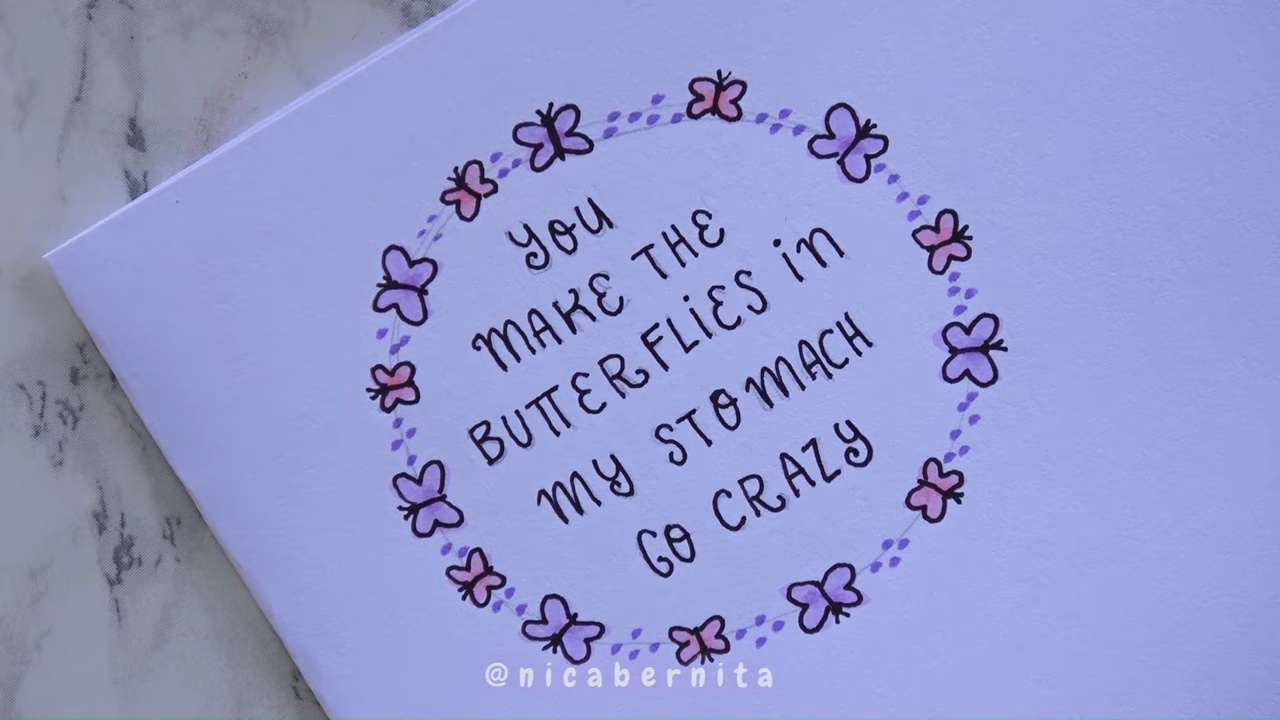 you
MAKE THE
BUTTERFLiES in
MY STOMACH
GO CRAZY
@nicabernita